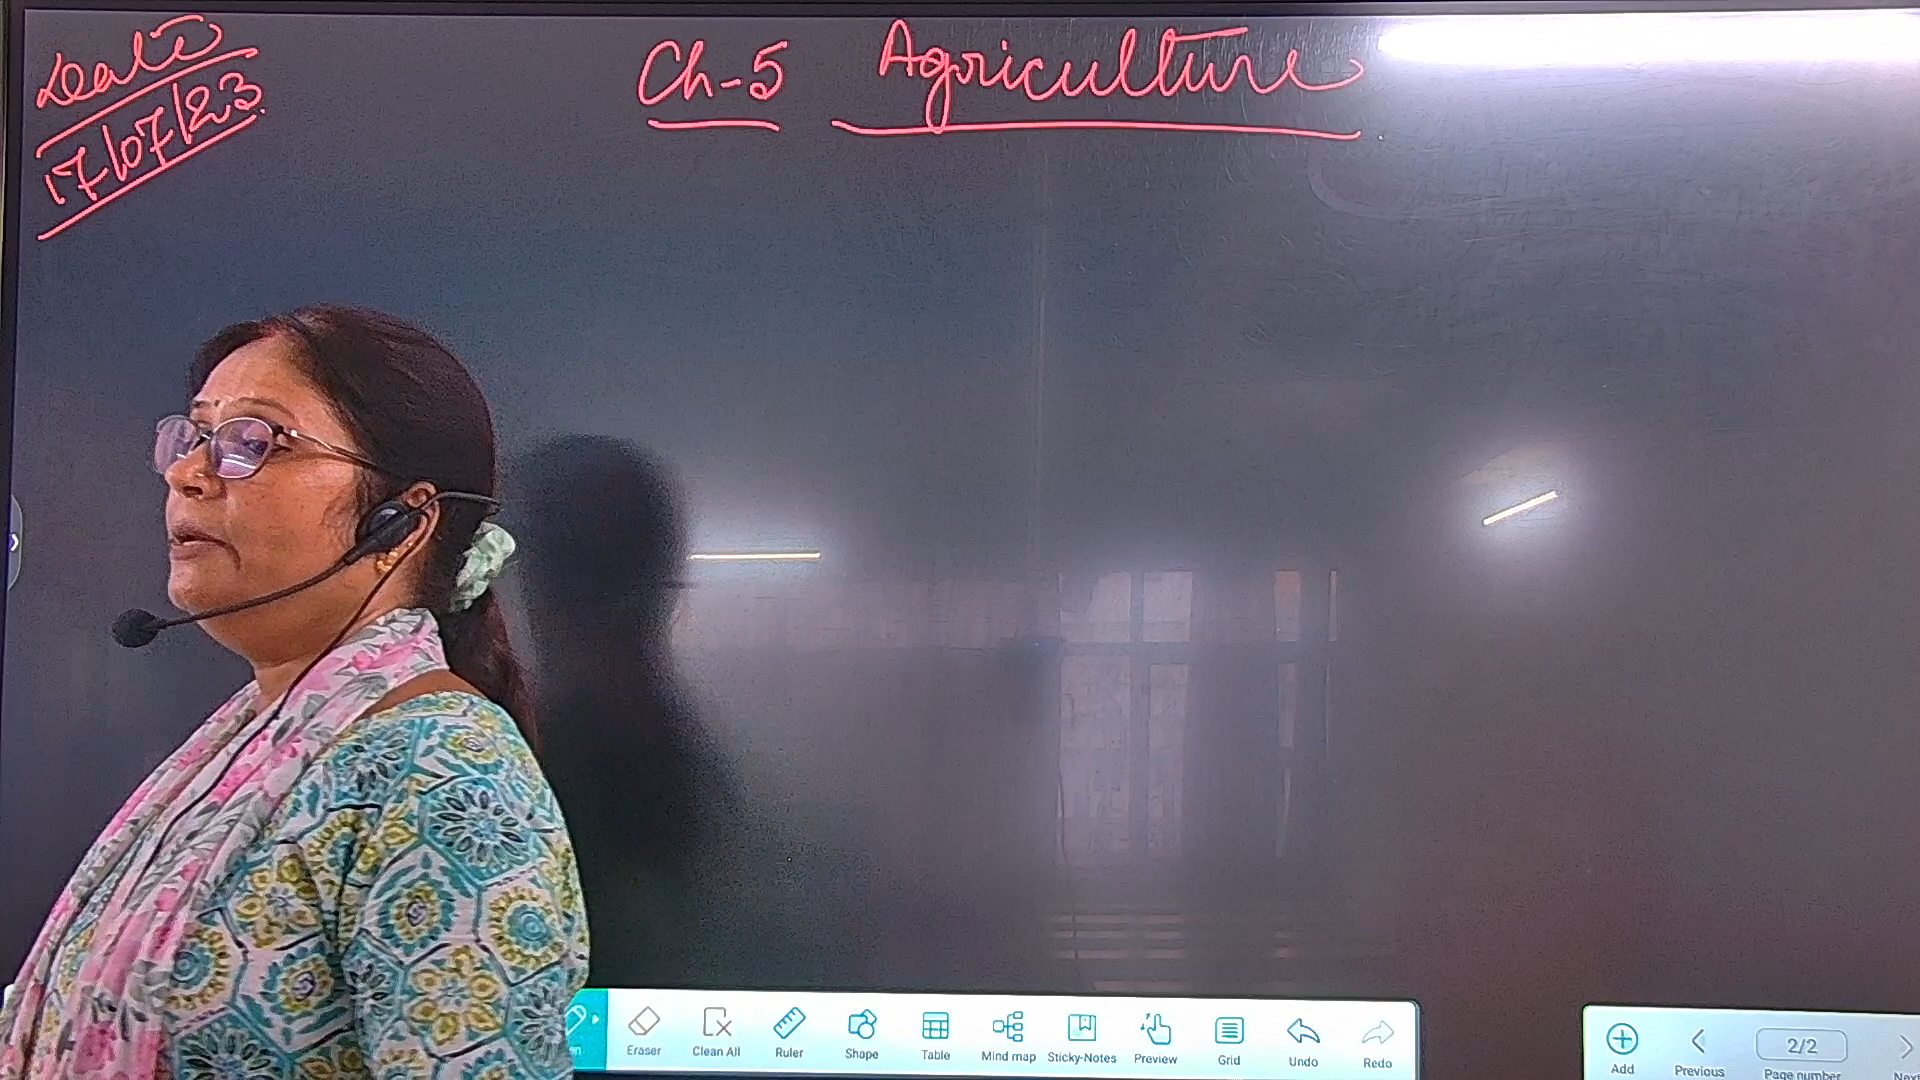 Date
17/07/23.
Ch-5 Agriculture
Eraser
Clean All
Ruler
Shape
Table
Mind map
Sticky-Notes
Preview
Grid
Undo
Redo
Add
Previous
2/2
Page number